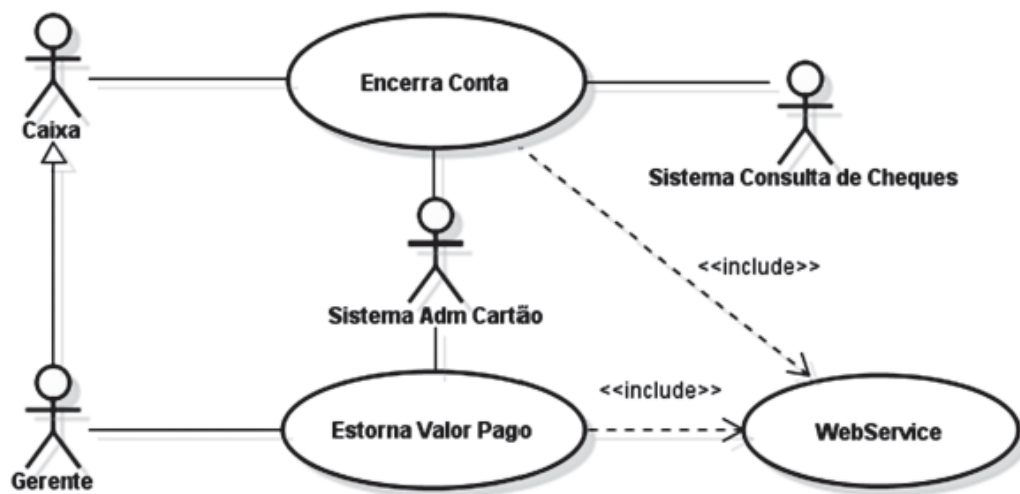 Encerra Conta
Caixa
Sistema Consulta de Cheques
<<include>>
Sistema Adm Cartão
<<include>>
Estorna Valor Pago
WebService
Gerente